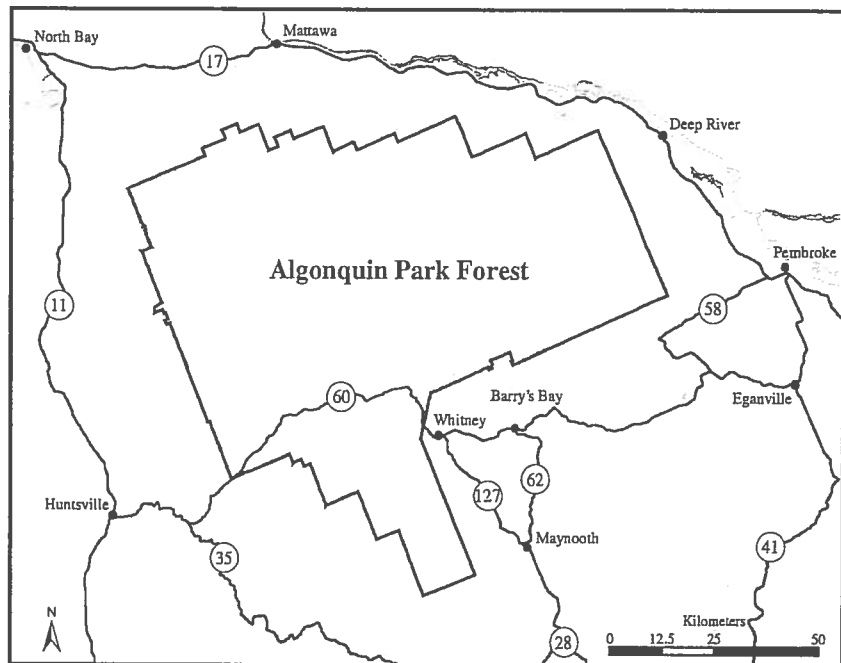 North Bay
Mattawa
17
Deep River
Pembroke
Algonquin Park Forest
11
58
60
Barry's Bay
Eganville
Whitney
127
62
Huntsville
Maynooth
35
41
N
Kilometers
28
0 12.5 25 50